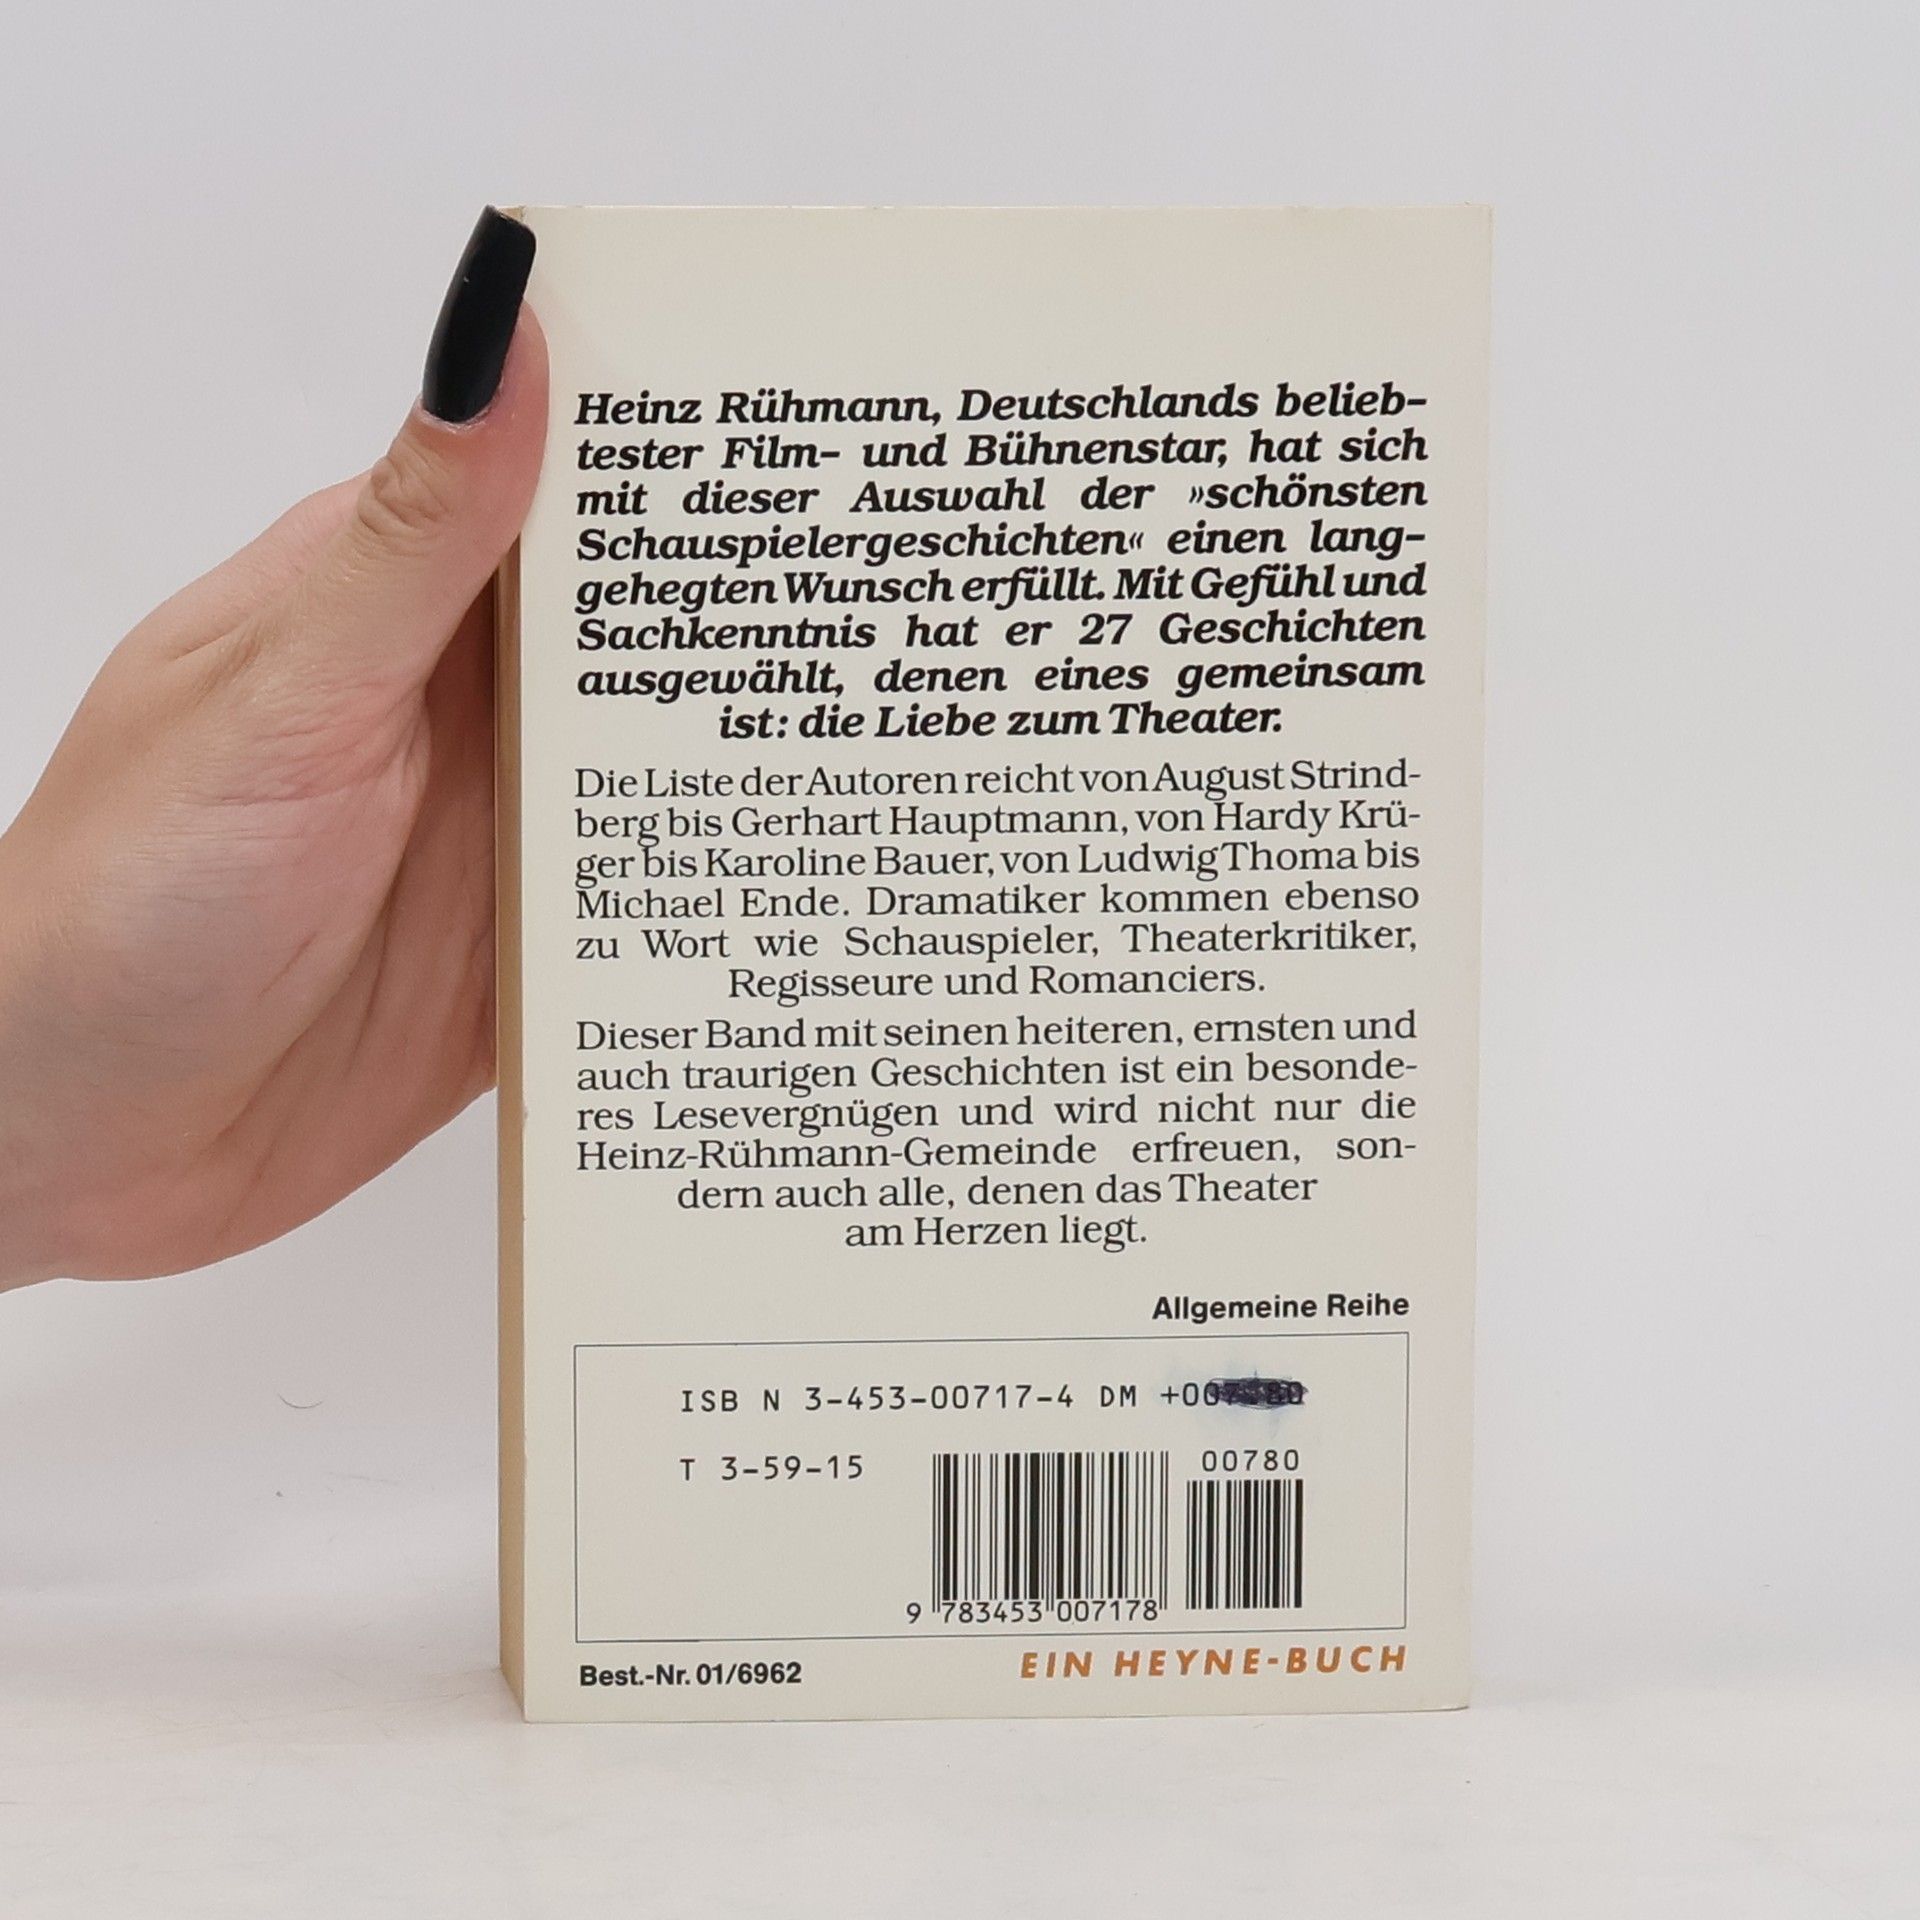 Heinz Rühmann, Deutschlands belieb-
tester Film- und Bühnenstar, hat sich
mit dieser Auswahl der »schönsten
Schauspielergeschichten« einen lang-
gehegten Wunsch erfüllt. Mit Gefühl und
Sachkenntnis hat er 27 Geschichten
ausgewählt, denen eines gemeinsam
ist: die Liebe zum Theater.
Die Liste der Autoren reicht von August Strind-
berg bis Gerhart Hauptmann, von Hardy Krü-
ger bis Karoline Bauer, von Ludwig Thoma bis
Michael Ende. Dramatiker kommen ebenso
zu Wort wie Schauspieler, Theaterkritiker,
Regisseure und Romanciers.
Dieser Band mit seinen heiteren, ernsten und
auch traurigen Geschichten ist ein besonde-
res Lesevergnügen und wird nicht nur die
Heinz-Rühmann-Gemeinde erfreuen, son-
dern auch alle, denen das Theater
am Herzen liegt.
Allgemeine Reihe
ISB N 3-453-00717-4 DM
T 3-59-15
00780
9 783453 007178
Best.-Nr. 01/6962
EIN HEYNE-BUCH